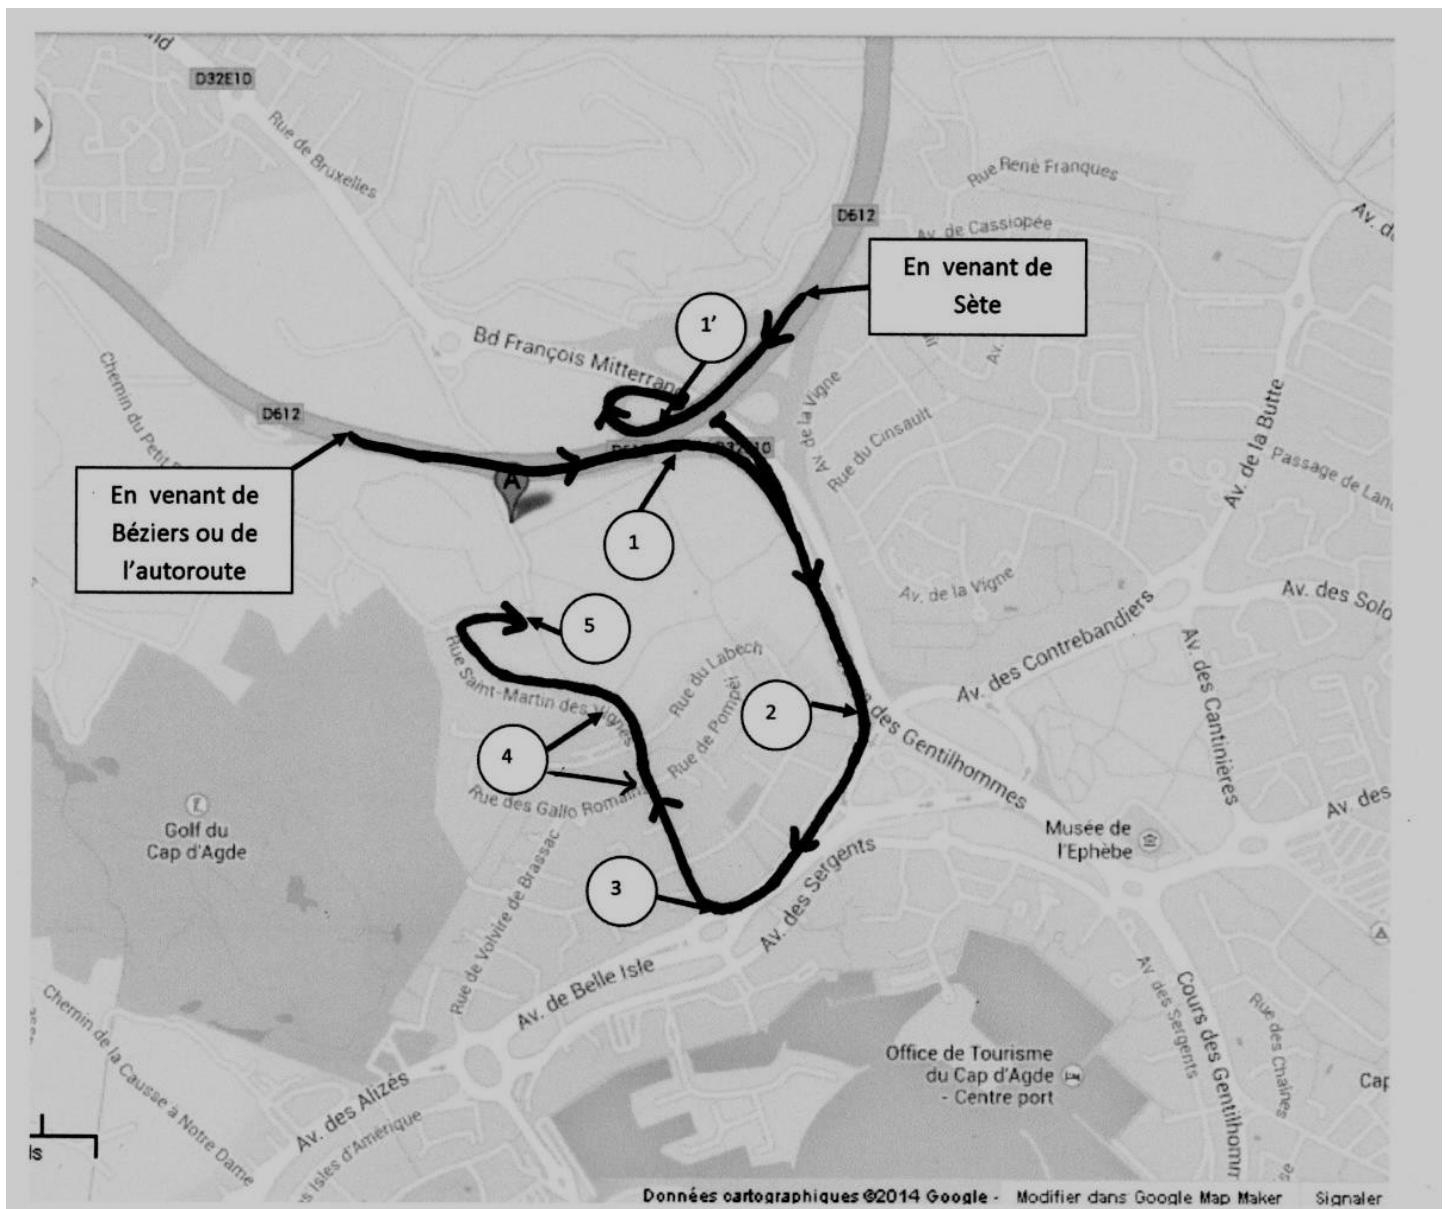 D32E10
Rue de Bruxelles
Rue René Franques
D612
Av. de Cassiopée
En venant de
Sète
1'
Bd François Mitterrand
Av. de la Vigne
Rue du Cinsault
Av. de la Butte
Passage de Lan
D612
Chemin du Petit
En venant de
Béziers ou de
l'autoroute
A
1
Av. de la Vigne
Av. des Contrebandiers
Av. des Solo
Av. des Cantinières
5
Rue Saint-Martin des Vignes
Rue du Labech
Rue de Pompéi
2
des Gentilhommes
4
Rue des Gallo Romains
Golf du
Cap d'Agde
Musée de
l'Ephèbe
Av. des
3
Av. des Sergents
Rue de Volvire de Brassac
Av. de Belle Isle
Chemin de la Causse à Notre Dame
Av. des Alizés
Isles d'Amérique
Office de Tourisme
du Cap d'Agde
- Centre port
Av. des Sergents
Cours des Gentilhomm
Rue des Chaînes
Cap
Données cartographiques ©2014 Google - Modifier dans Google Map Maker Signaler